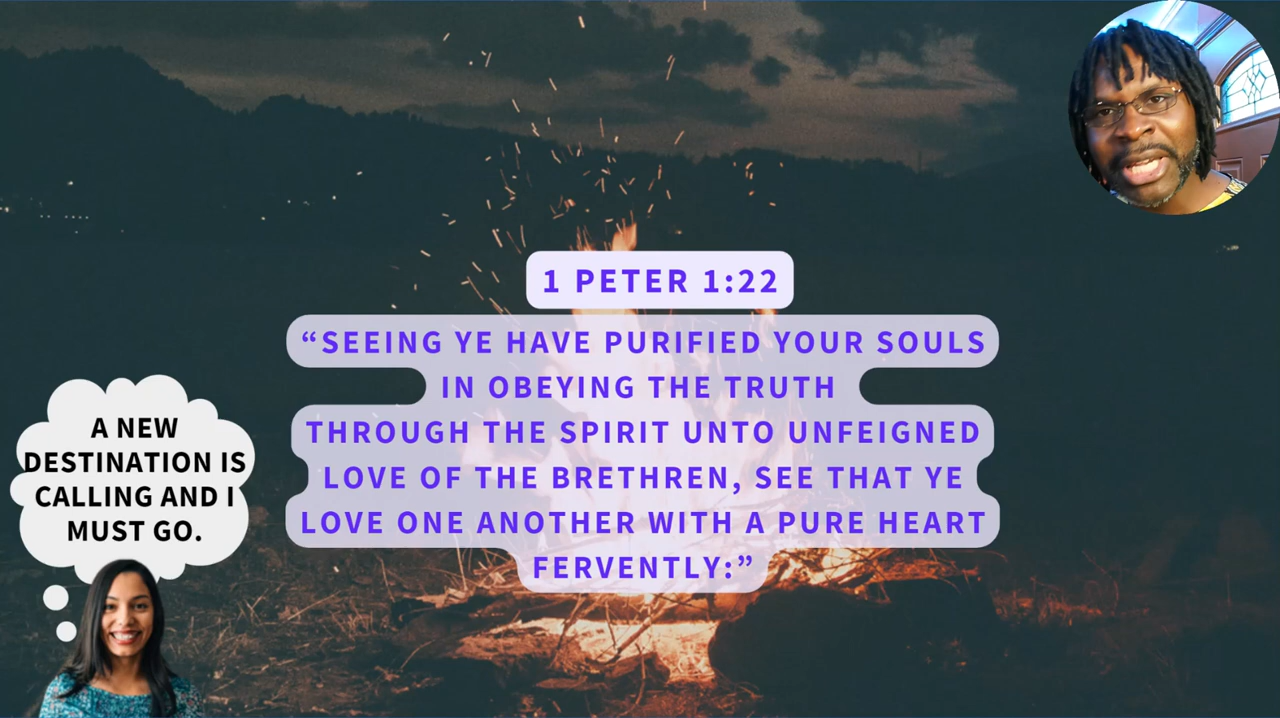 1 PETER 1:22
“SEEING YE HAVE PURIFIED YOUR SOULS
IN OBEYING THE TRUTH
THROUGH THE SPIRIT UNTO UNFEIGNED
LOVE OF THE BRETHREN, SEE THAT YE
LOVE ONE ANOTHER WITH A PURE HEART
FERVENTLY:”
A NEW
DESTINATION IS
CALLING AND I
MUST GO.